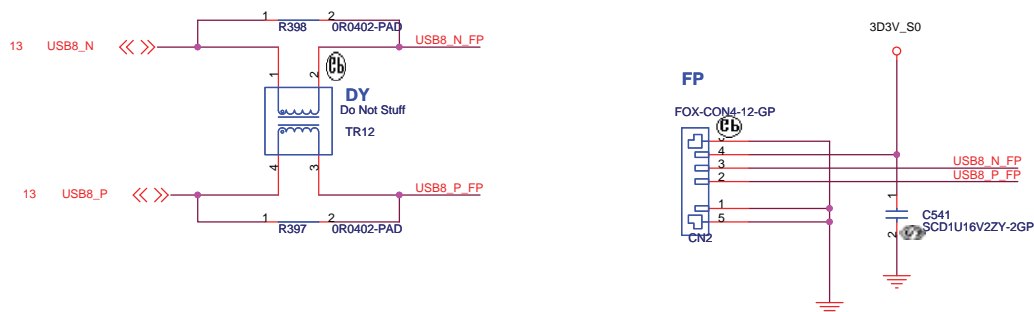 1 2
R398 0R0402-PAD
13 USB8_N USB8_N_FP
1 2
DY
Do Not Stuff
TR12
4 3
13 USB8_P USB8_P_FP
1 2
R397 0R0402-PAD
3D3V_S0
FP
FOX-CON4-12-GP
4
3 USB8_N_FP
2 USB8_P_FP
1
5
CN2
1
C541
SCD1U16V2ZY-2GP
2